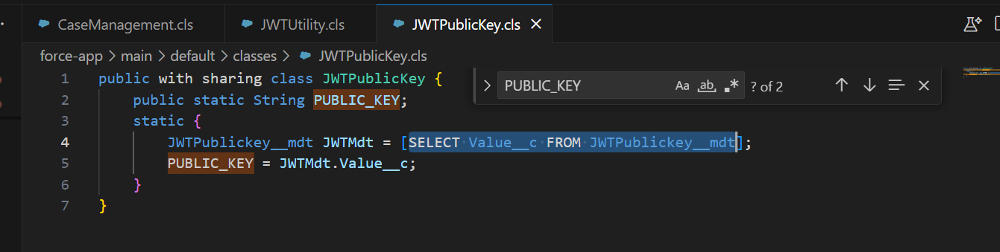 CaseManagement.cls JWTUtility.cls JWTPublicKey.cls
force-app > main > default > classes > JWTPublicKey.cls
PUBLIC_KEY Aa ab .* ? of 2
1 public with sharing class JWTPublicKey {
2 public static String PUBLIC_KEY;
3 static {
4 JWTPublickey__mdt JWTMdt = [SELECT Value__c FROM JWTPublickey__mdt];
5 PUBLIC_KEY = JWTMdt.Value__c;
6 }
7 }